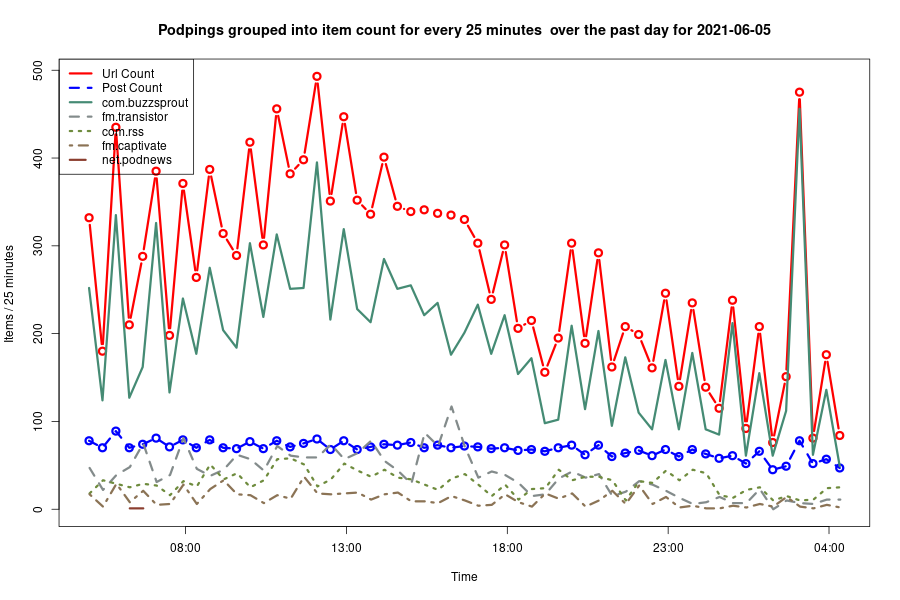 Podpings grouped into item count for every 25 minutes  over the past day for 2021-06-05
Url Count
Post Count
com.buzzsprout
fm.transistor
com.rss
fm.captivate
net.podnews
Items / 25 minutes
500
400
300
200
100
0
08:00 13:00 18:00 23:00 04:00
Time